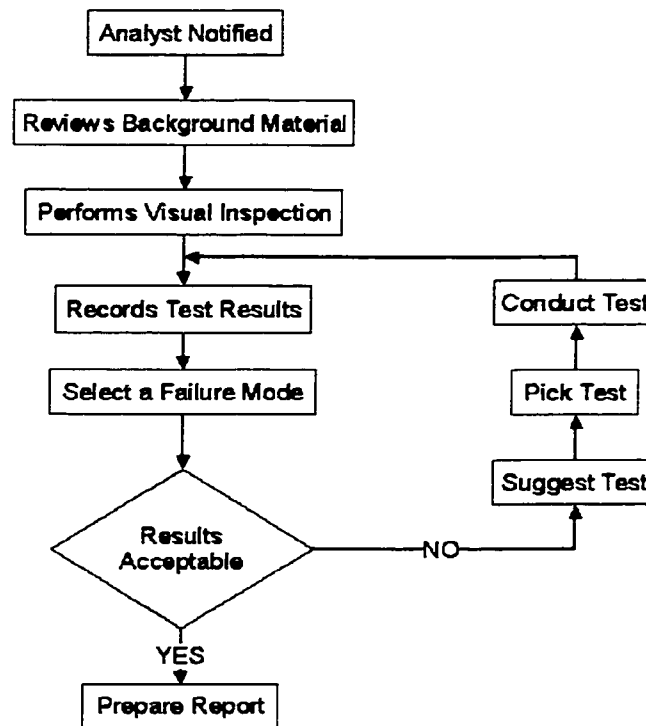 Analyst Notified
Reviews Background Material
Performs Visual Inspection
Records Test Results
Conduct Test
Select a Failure Mode
Pick Test
Suggest Test
Results
Acceptable
NO
YES
Prepare Report